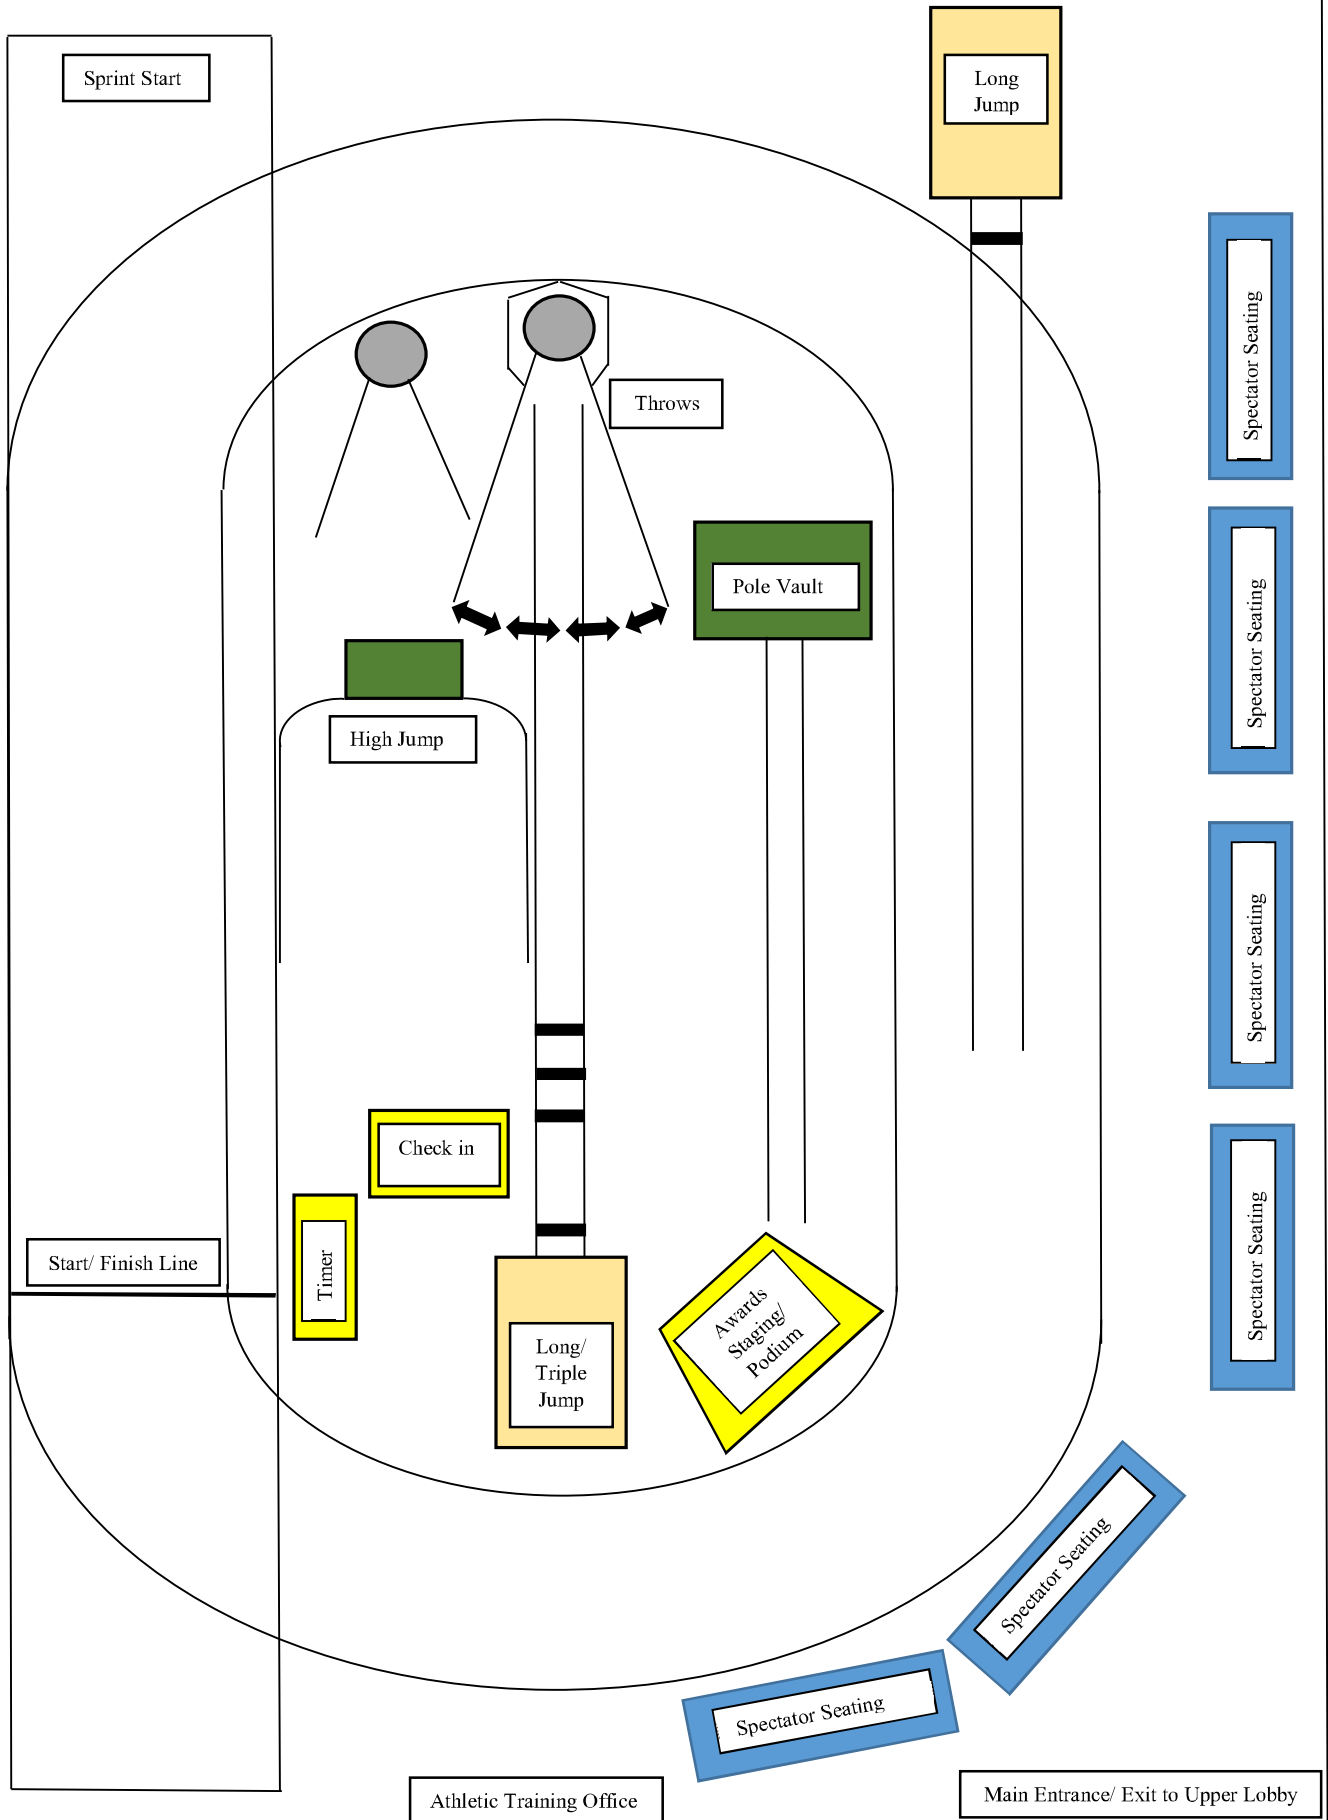 Sprint Start
Long
Jump
Spectator Seating
Throws
Pole Vault
Spectator Seating
High Jump
Spectator Seating
Check in
Spectator Seating
Start/ Finish Line
Timer
Awards
Staging/
Podium
Long/
Triple
Jump
Spectator Seating
Spectator Seating
Athletic Training Office
Main Entrance/ Exit to Upper Lobby